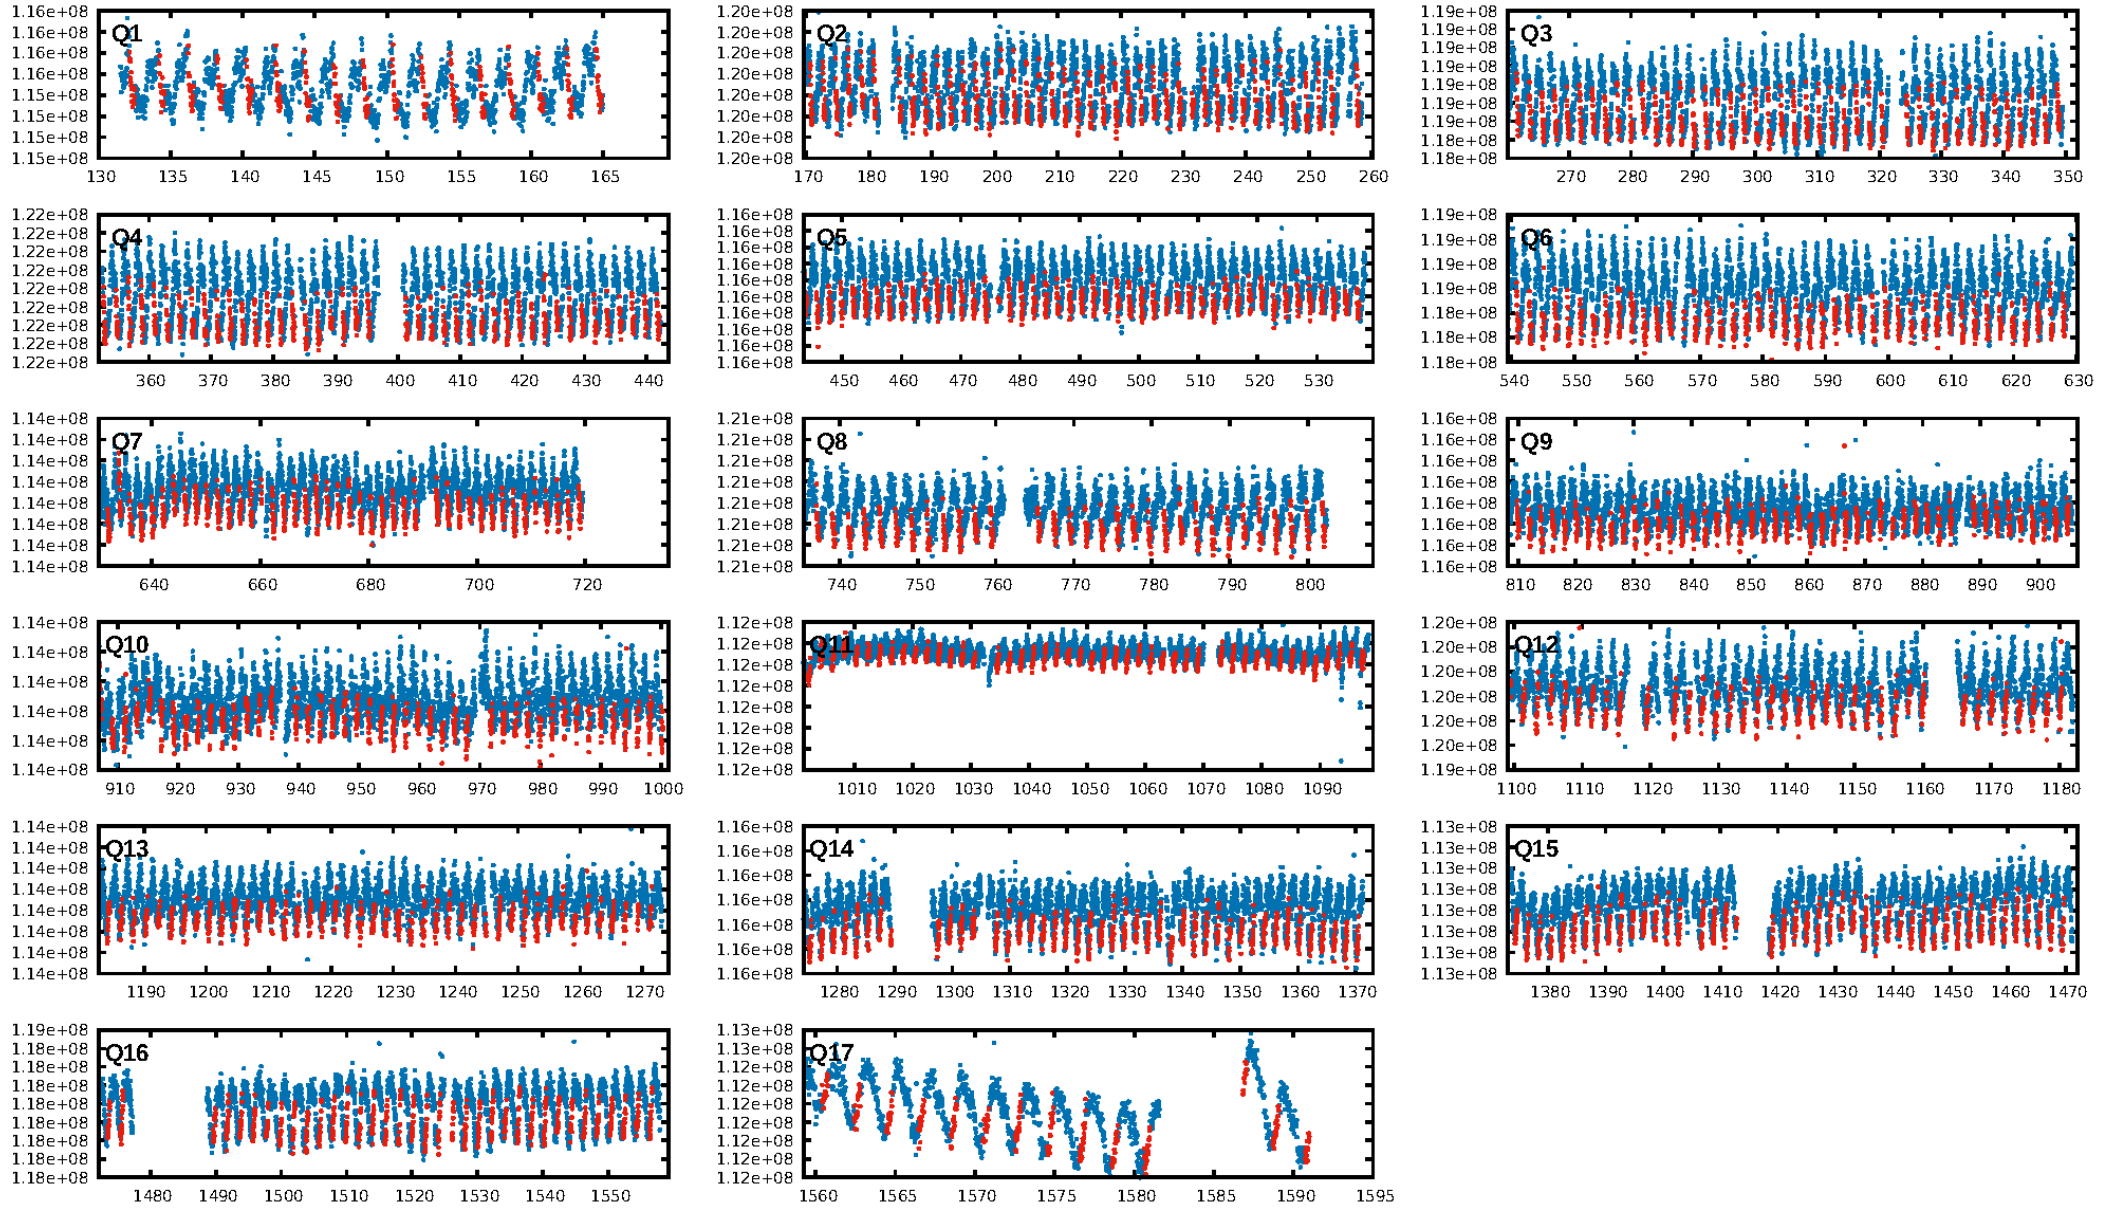 1.16e+08 1.16e+08 1.16e+08 1.16e+08 1.15e+08 1.15e+08 1.15e+08 1.15e+08
Q1
130 135 140 145 150 155 160 165
1.20e+08 1.20e+08 1.20e+08 1.20e+08 1.20e+08 1.20e+08 1.20e+08 1.20e+08
Q2
170 180 190 200 210 220 230 240 250 260
1.19e+08 1.19e+08 1.19e+08 1.19e+08 1.19e+08 1.19e+08 1.19e+08 1.18e+08 1.18e+08
Q3
270 280 290 300 310 320 330 340 350
1.22e+08 1.22e+08 1.22e+08 1.22e+08 1.22e+08 1.22e+08 1.22e+08 1.22e+08 1.22e+08
Q4
360 370 380 390 400 410 420 430 440
1.16e+08 1.16e+08 1.16e+08 1.16e+08 1.16e+08 1.16e+08 1.16e+08 1.16e+08 1.16e+08 1.16e+08
Q5
450 460 470 480 490 500 510 520 530
1.19e+08 1.19e+08 1.19e+08 1.19e+08 1.18e+08 1.18e+08 1.18e+08
Q6
540 550 560 570 580 590 600 610 620 630
1.14e+08 1.14e+08 1.14e+08 1.14e+08 1.14e+08 1.14e+08 1.14e+08 1.14e+08
Q7
640 660 680 700 720
1.21e+08 1.21e+08 1.21e+08 1.21e+08 1.21e+08 1.21e+08 1.21e+08 1.21e+08
Q8
740 750 760 770 780 790 800
1.16e+08 1.16e+08 1.16e+08 1.16e+08 1.16e+08 1.16e+08 1.16e+08 1.16e+08
Q9
810 820 830 840 850 860 870 880 890 900
1.14e+08 1.14e+08 1.14e+08 1.14e+08 1.14e+08 1.14e+08
Q10
910 920 930 940 950 960 970 980 990 1000
1.12e+08 1.12e+08 1.12e+08 1.12e+08 1.12e+08 1.12e+08 1.12e+08 1.12e+08
Q11
1010 1020 1030 1040 1050 1060 1070 1080 1090
1.20e+08 1.20e+08 1.20e+08 1.20e+08 1.20e+08 1.20e+08 1.19e+08
Q12
1100 1110 1120 1130 1140 1150 1160 1170 1180
1.14e+08 1.14e+08 1.14e+08 1.14e+08 1.14e+08 1.14e+08 1.14e+08 1.14e+08
Q13
1190 1200 1210 1220 1230 1240 1250 1260 1270
1.16e+08 1.16e+08 1.16e+08 1.16e+08 1.16e+08 1.16e+08 1.16e+08
Q14
1280 1290 1300 1310 1320 1330 1340 1350 1360 1370
1.13e+08 1.13e+08 1.13e+08 1.13e+08 1.13e+08 1.13e+08 1.13e+08 1.13e+08
Q15
1380 1390 1400 1410 1420 1430 1440 1450 1460 1470
1.19e+08 1.18e+08 1.18e+08 1.18e+08 1.18e+08 1.18e+08 1.18e+08 1.18e+08 1.18e+08
Q16
1480 1490 1500 1510 1520 1530 1540 1550
1.13e+08 1.13e+08 1.12e+08 1.12e+08 1.12e+08 1.12e+08 1.12e+08 1.12e+08 1.12e+08
Q17
1560 1565 1570 1575 1580 1585 1590 1595